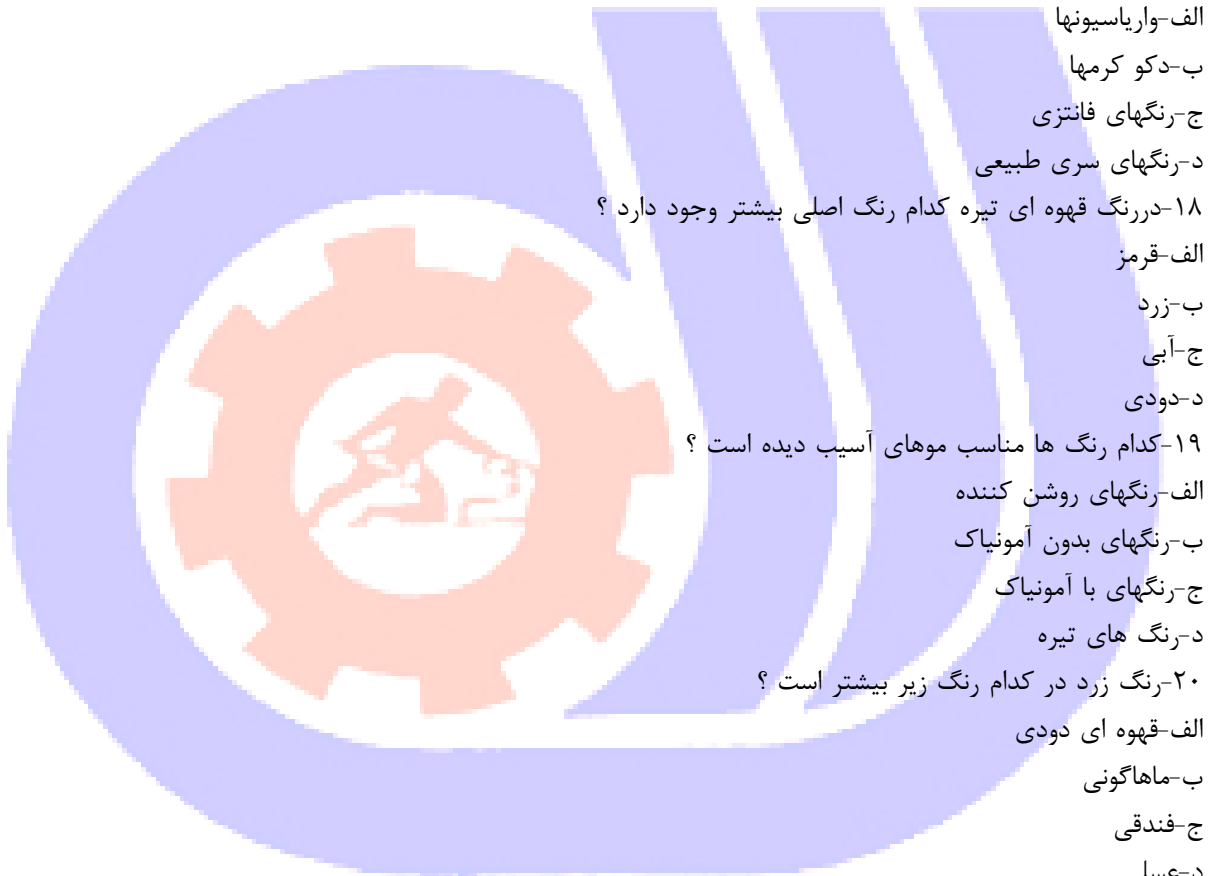 الف-واریاسیونها
ب-دکو کرمها
ج-رنگهای فانتزی
د-رنگهای سری طبیعی
۱۸-دررنگ قهوه ای تیره کدام رنگ اصلی بیشتر وجود دارد ؟
الف-قرمز
ب-زرد
ج-آبی
د-دودی
۱۹-کدام رنگ ها مناسب موهای آسیب دیده است ؟
الف-رنگهای روشن کننده
ب-رنگهای بدون آمونیاک
ج-رنگهای با آمونیاک
د-رنگ های تیره
۲۰-رنگ زرد در کدام رنگ زیر بیشتر است ؟
الف-قهوه ای دودی
ب-ماهاگونی
ج-فندقی